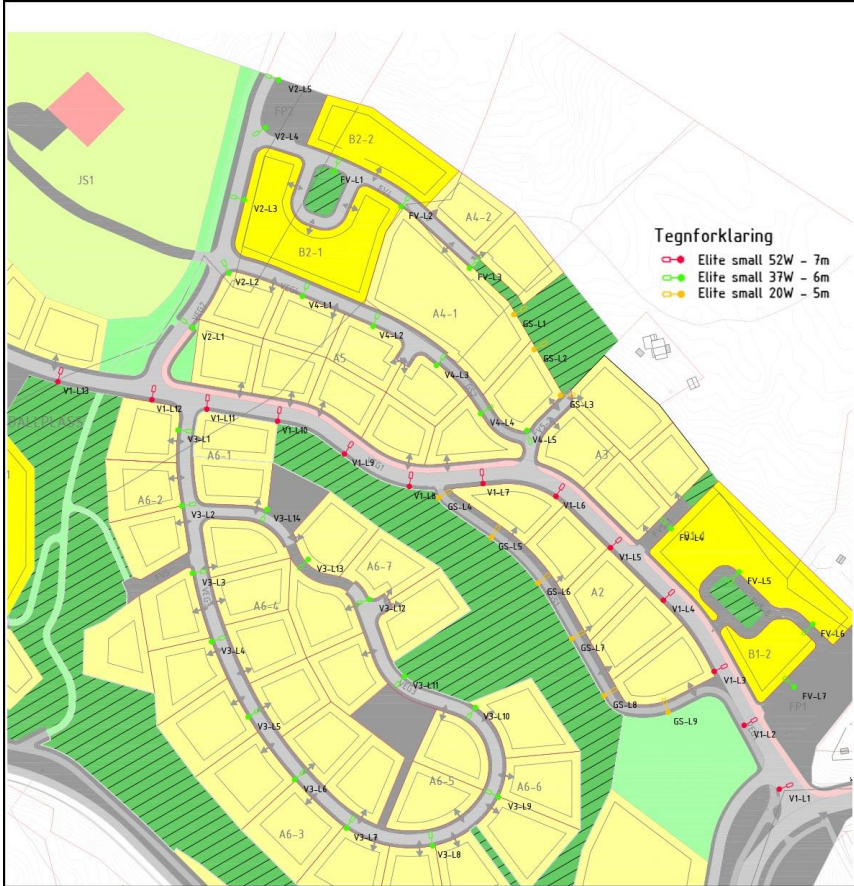 V2-L5
FP2
V2-L4
B2-2
JS1
FV-L1
V2-L3
FV-L2
A4-2
B2-1
Tegnforklaring
Elite small 52W - 7m
Elite small 37W - 6m
Elite small 20W - 5m
FV-L3
V2-L2
V4-L1
A4-1
GS-L1
V4-L2
V2-L1
GS-L2
A5
V4-L3
V1-L13
V1-L12
GS-L3
V1-L11
V4-L4
V1-L10
V4-L5
BALLPLASS
V3-L1
A6-1
V1-L9
VEG1
A3
V1-L8
V1-L7
A6-2
V1-L6
GS-L4
V3-L2
V3-L14
FV-L4
GS-L5
V1-L5
V3-L13
A6-7
V3-L3
FV-L5
GS-L6
V1-L4
A6-4
V3-L12
A2
FV-L6
V3-L4
GS-L7
B1-2
V1-L3
V3-L11
FV-L7
GS-L8
FP1
V3-L10
GS-L9
V3-L5
V1-L2
V3-L6
A6-5
A6-6
V1-L1
V3-L9
A6-3
V3-L7
V3-L8